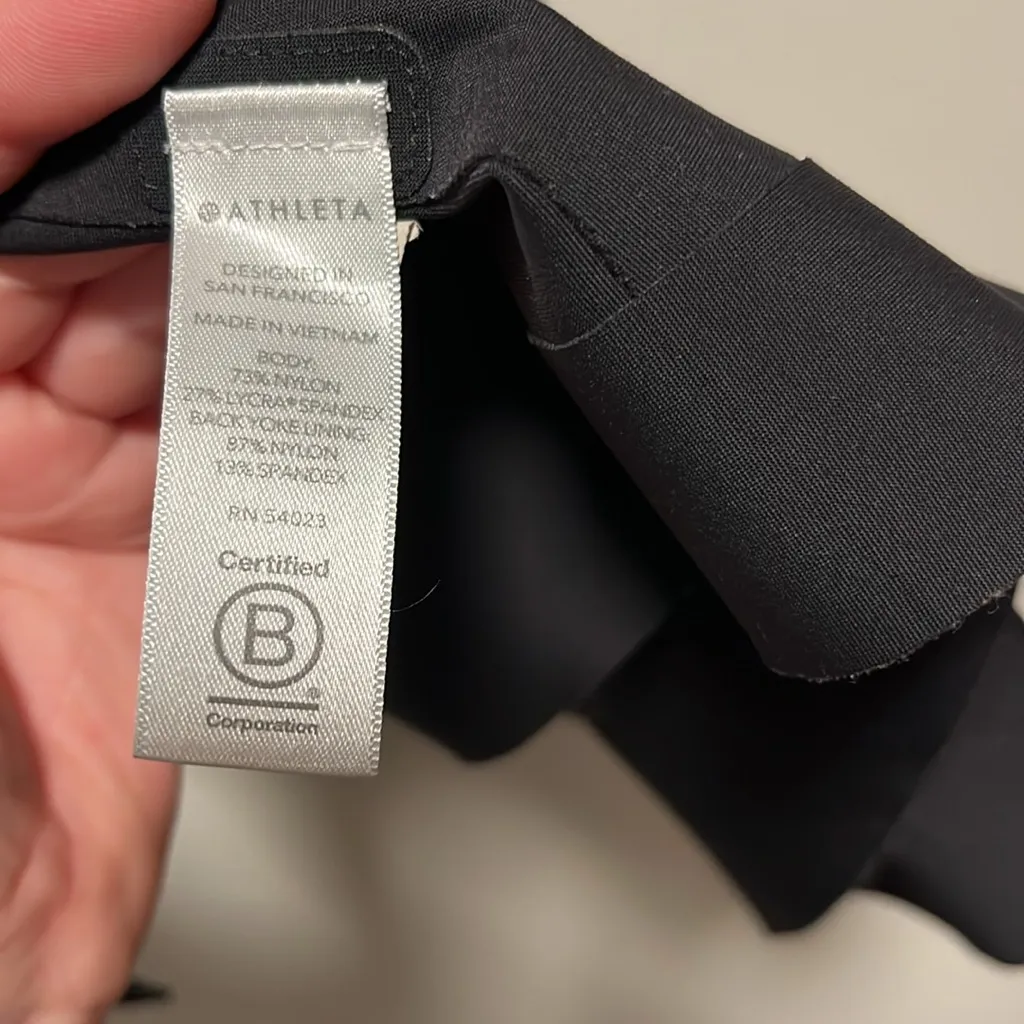 ATHLETA
DESIGNED IN
SAN FRANCISCO
MADE IN VIETNAM
BODY:
73% NYLON
27% LYCRA® SPANDEX
BACK YOKE LINING:
87% NYLON
13% SPANDEX
RN 54023
Certified
B
®
Corporation